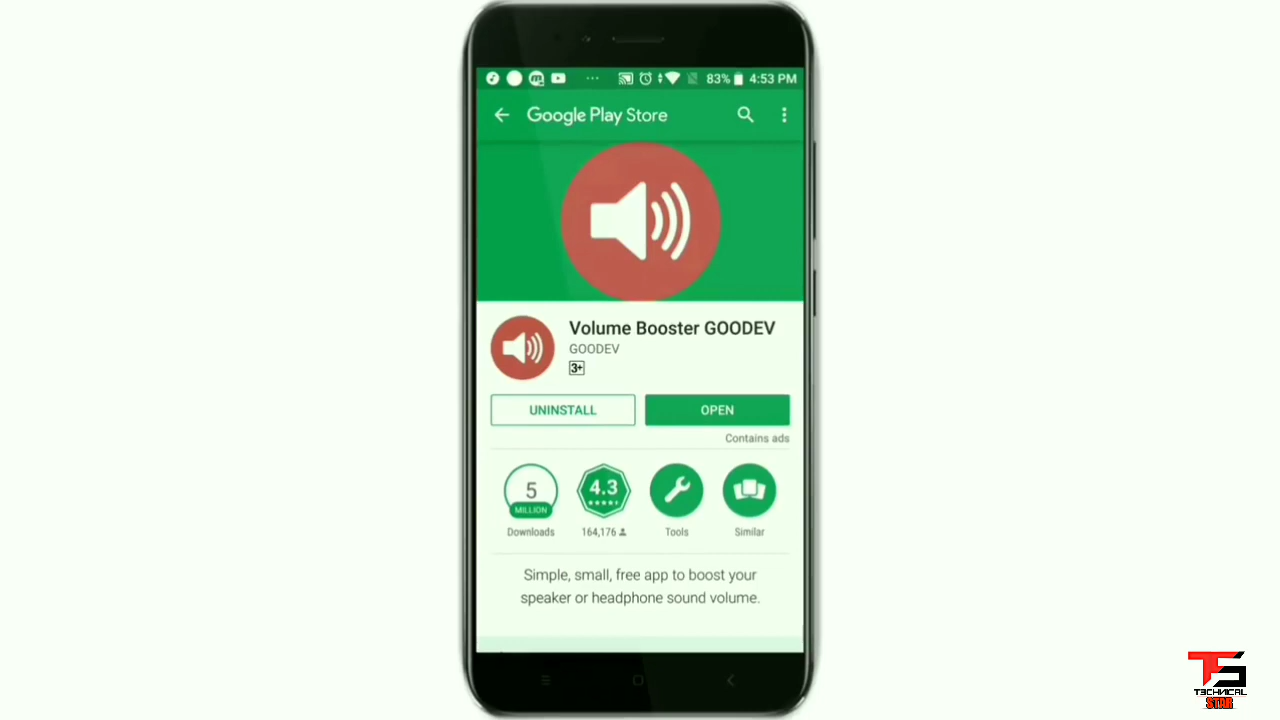 83% 4:53 PM
Google Play Store
Volume Booster GOODEV
GOODEV
3+
UNINSTALL OPEN
Contains ads
5 MILLION 4.3
Downloads 164,176 Tools Similar
Simple, small, free app to boost your
speaker or headphone sound volume.
TS
TECHNICAL
STAR